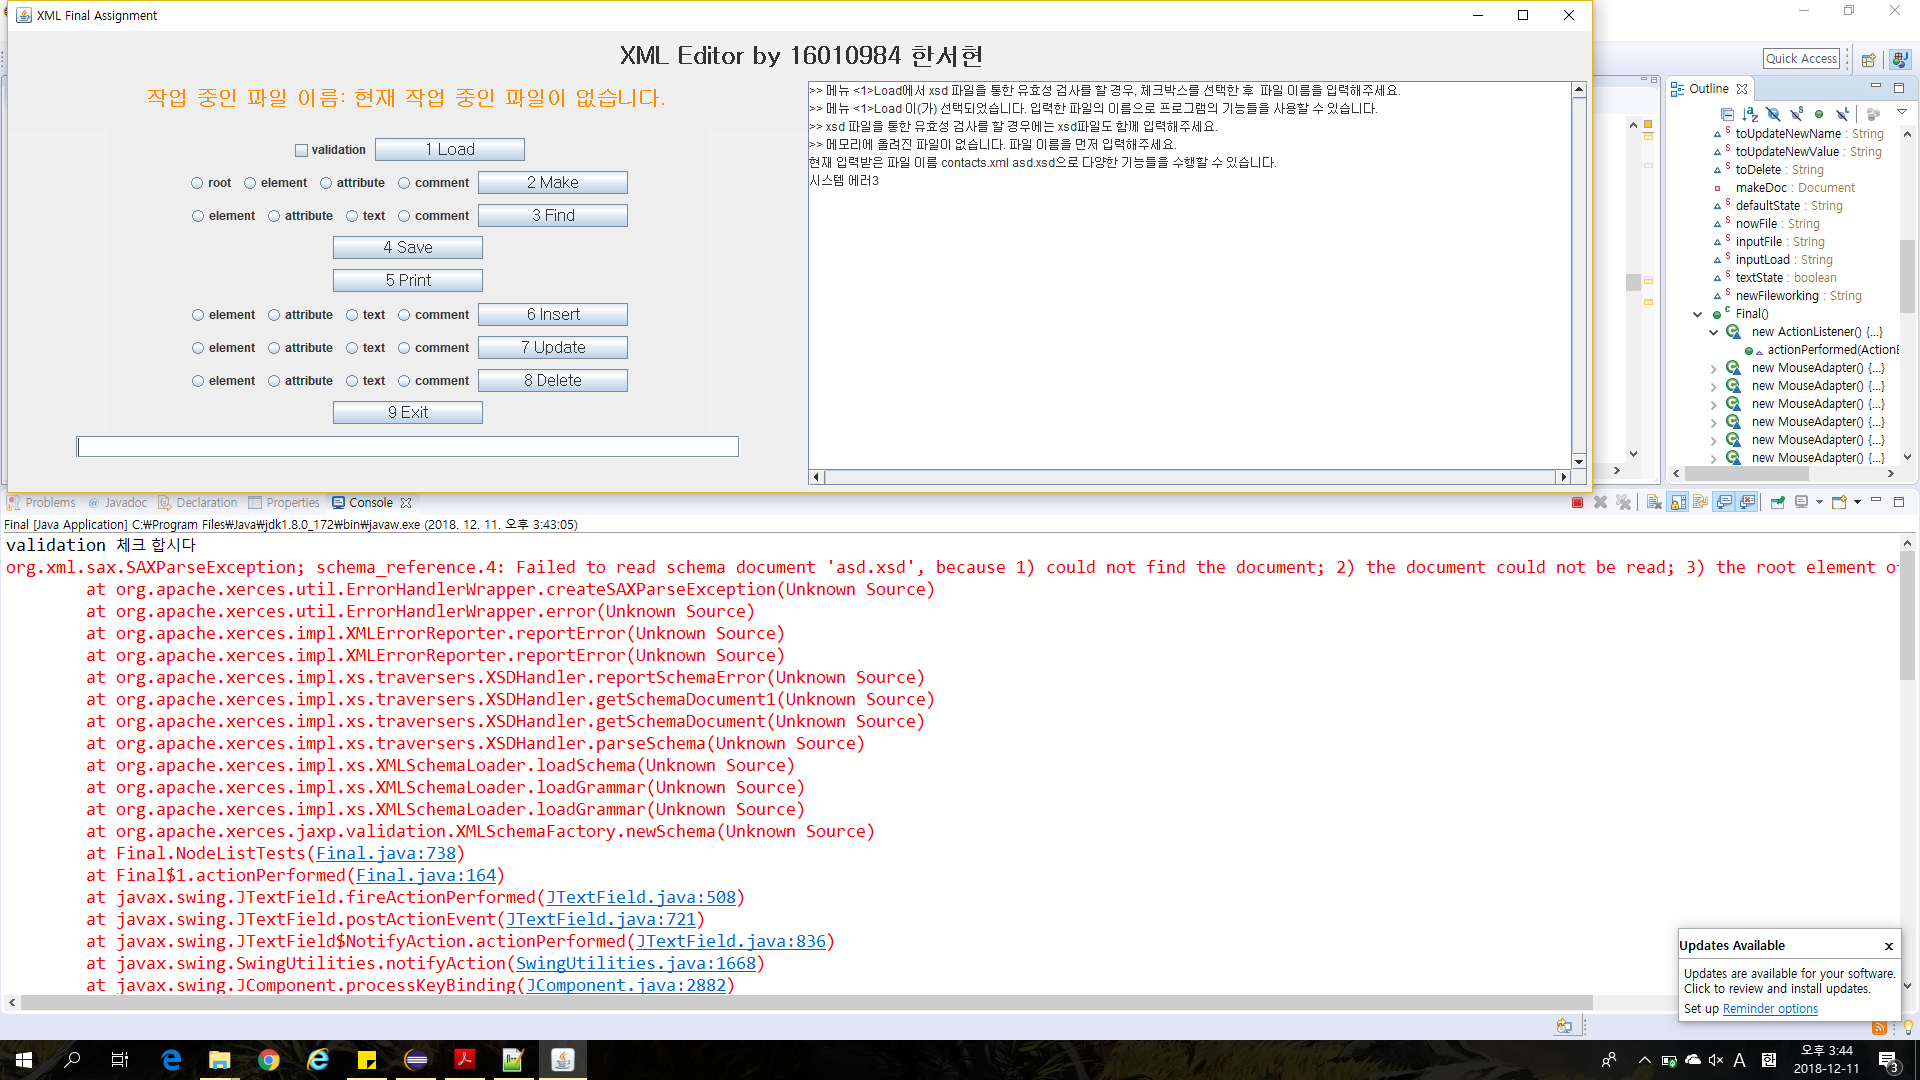 XML Final Assignment
XML Editor by 16010984 한서현
작업 중인 파일 이름: 현재 작업 중인 파일이 없습니다.
validation 1 Load
root element attribute comment 2 Make
element attribute text comment 3 Find
4 Save
5 Print
element attribute text comment 6 Insert
element attribute text comment 7 Update
element attribute text comment 8 Delete
9 Exit
>> 메뉴 <1>Load에서 xsd 파일을 통한 유효성 검사를 할 경우, 체크박스를 선택한 후 파일 이름을 입력해주세요.
>> 메뉴 <1>Load 이(가) 선택되었습니다. 입력한 파일의 이름으로 프로그램의 기능들을 사용할 수 있습니다.
>> xsd 파일을 통한 유효성 검사를 할 경우에는 xsd파일도 함께 입력해주세요.
>> 메모리에 올려진 파일이 없습니다. 파일 이름을 먼저 입력해주세요.
현재 입력받은 파일 이름 contacts.xml asd.xsd으로 다양한 기능들을 수행할 수 있습니다.
시스템 에러3
Quick Access
Outline
toUpdateNewName : String
toUpdateNewValue : String
toDelete : String
makeDoc : Document
defaultState : String
nowFile : String
inputFile : String
inputLoad : String
textState : boolean
newFileworking : String
Final()
new ActionListener() {...}
actionPerformed(ActionE
new MouseAdapter() {...}
new MouseAdapter() {...}
new MouseAdapter() {...}
new MouseAdapter() {...}
new MouseAdapter() {...}
new MouseAdapter() {...}
Problems @ Javadoc Declaration Properties Console
Final [Java Application] C:₩Program Files₩Java₩jdk1.8.0_172₩bin₩javaw.exe (2018. 12. 11. 오후 3:43:05)
validation 체크 합시다
org.xml.sax.SAXParseException; schema_reference.4: Failed to read schema document 'asd.xsd', because 1) could not find the document; 2) the document could not be read; 3) the root element o
at org.apache.xerces.util.ErrorHandlerWrapper.createSAXParseException(Unknown Source)
at org.apache.xerces.util.ErrorHandlerWrapper.error(Unknown Source)
at org.apache.xerces.impl.XMLErrorReporter.reportError(Unknown Source)
at org.apache.xerces.impl.XMLErrorReporter.reportError(Unknown Source)
at org.apache.xerces.impl.xs.traversers.XSDHandler.reportSchemaError(Unknown Source)
at org.apache.xerces.impl.xs.traversers.XSDHandler.getSchemaDocument1(Unknown Source)
at org.apache.xerces.impl.xs.traversers.XSDHandler.getSchemaDocument(Unknown Source)
at org.apache.xerces.impl.xs.traversers.XSDHandler.parseSchema(Unknown Source)
at org.apache.xerces.impl.xs.XMLSchemaLoader.loadSchema(Unknown Source)
at org.apache.xerces.impl.xs.XMLSchemaLoader.loadGrammar(Unknown Source)
at org.apache.xerces.impl.xs.XMLSchemaLoader.loadGrammar(Unknown Source)
at org.apache.xerces.jaxp.validation.XMLSchemaFactory.newSchema(Unknown Source)
at Final.NodeListTests(Final.java:738)
at Final$1.actionPerformed(Final.java:164)
at javax.swing.JTextField.fireActionPerformed(JTextField.java:508)
at javax.swing.JTextField.postActionEvent(JTextField.java:721)
at javax.swing.JTextField$NotifyAction.actionPerformed(JTextField.java:836)
at javax.swing.SwingUtilities.notifyAction(SwingUtilities.java:1668)
at javax.swing.JComponent.processKeyBinding(JComponent.java:2882)
Updates Available
Updates are available for your software.
Click to review and install updates.
Set up Reminder options
A 한 오후 3:44
2018-12-11
3